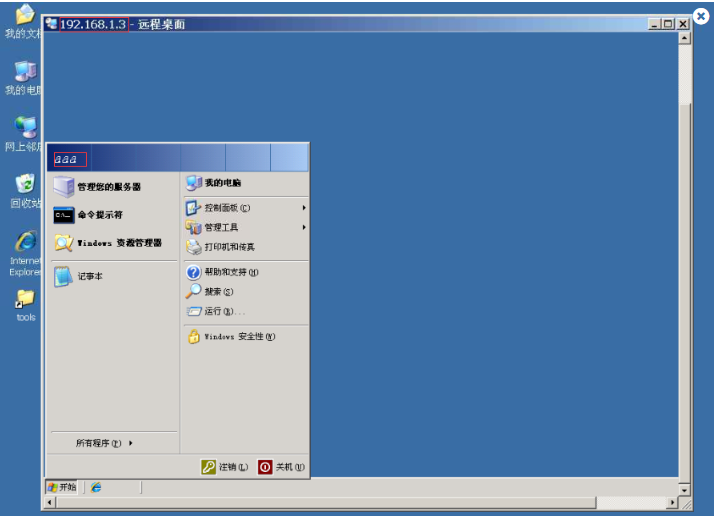 我的文
192.168.1.3 - 远程桌面
我的电
网上邻
回收站
Internet
Explorer
tools
aaa
管理您的服务器
命令提示符
Windows 资源管理器
记事本
所有程序(P)
我的电脑
控制面板(C)
管理工具
打印机和传真
帮助和支持(H)
搜索(S)
运行(R)...
Windows 安全性(W)
注销(L)
关机(U)
开始